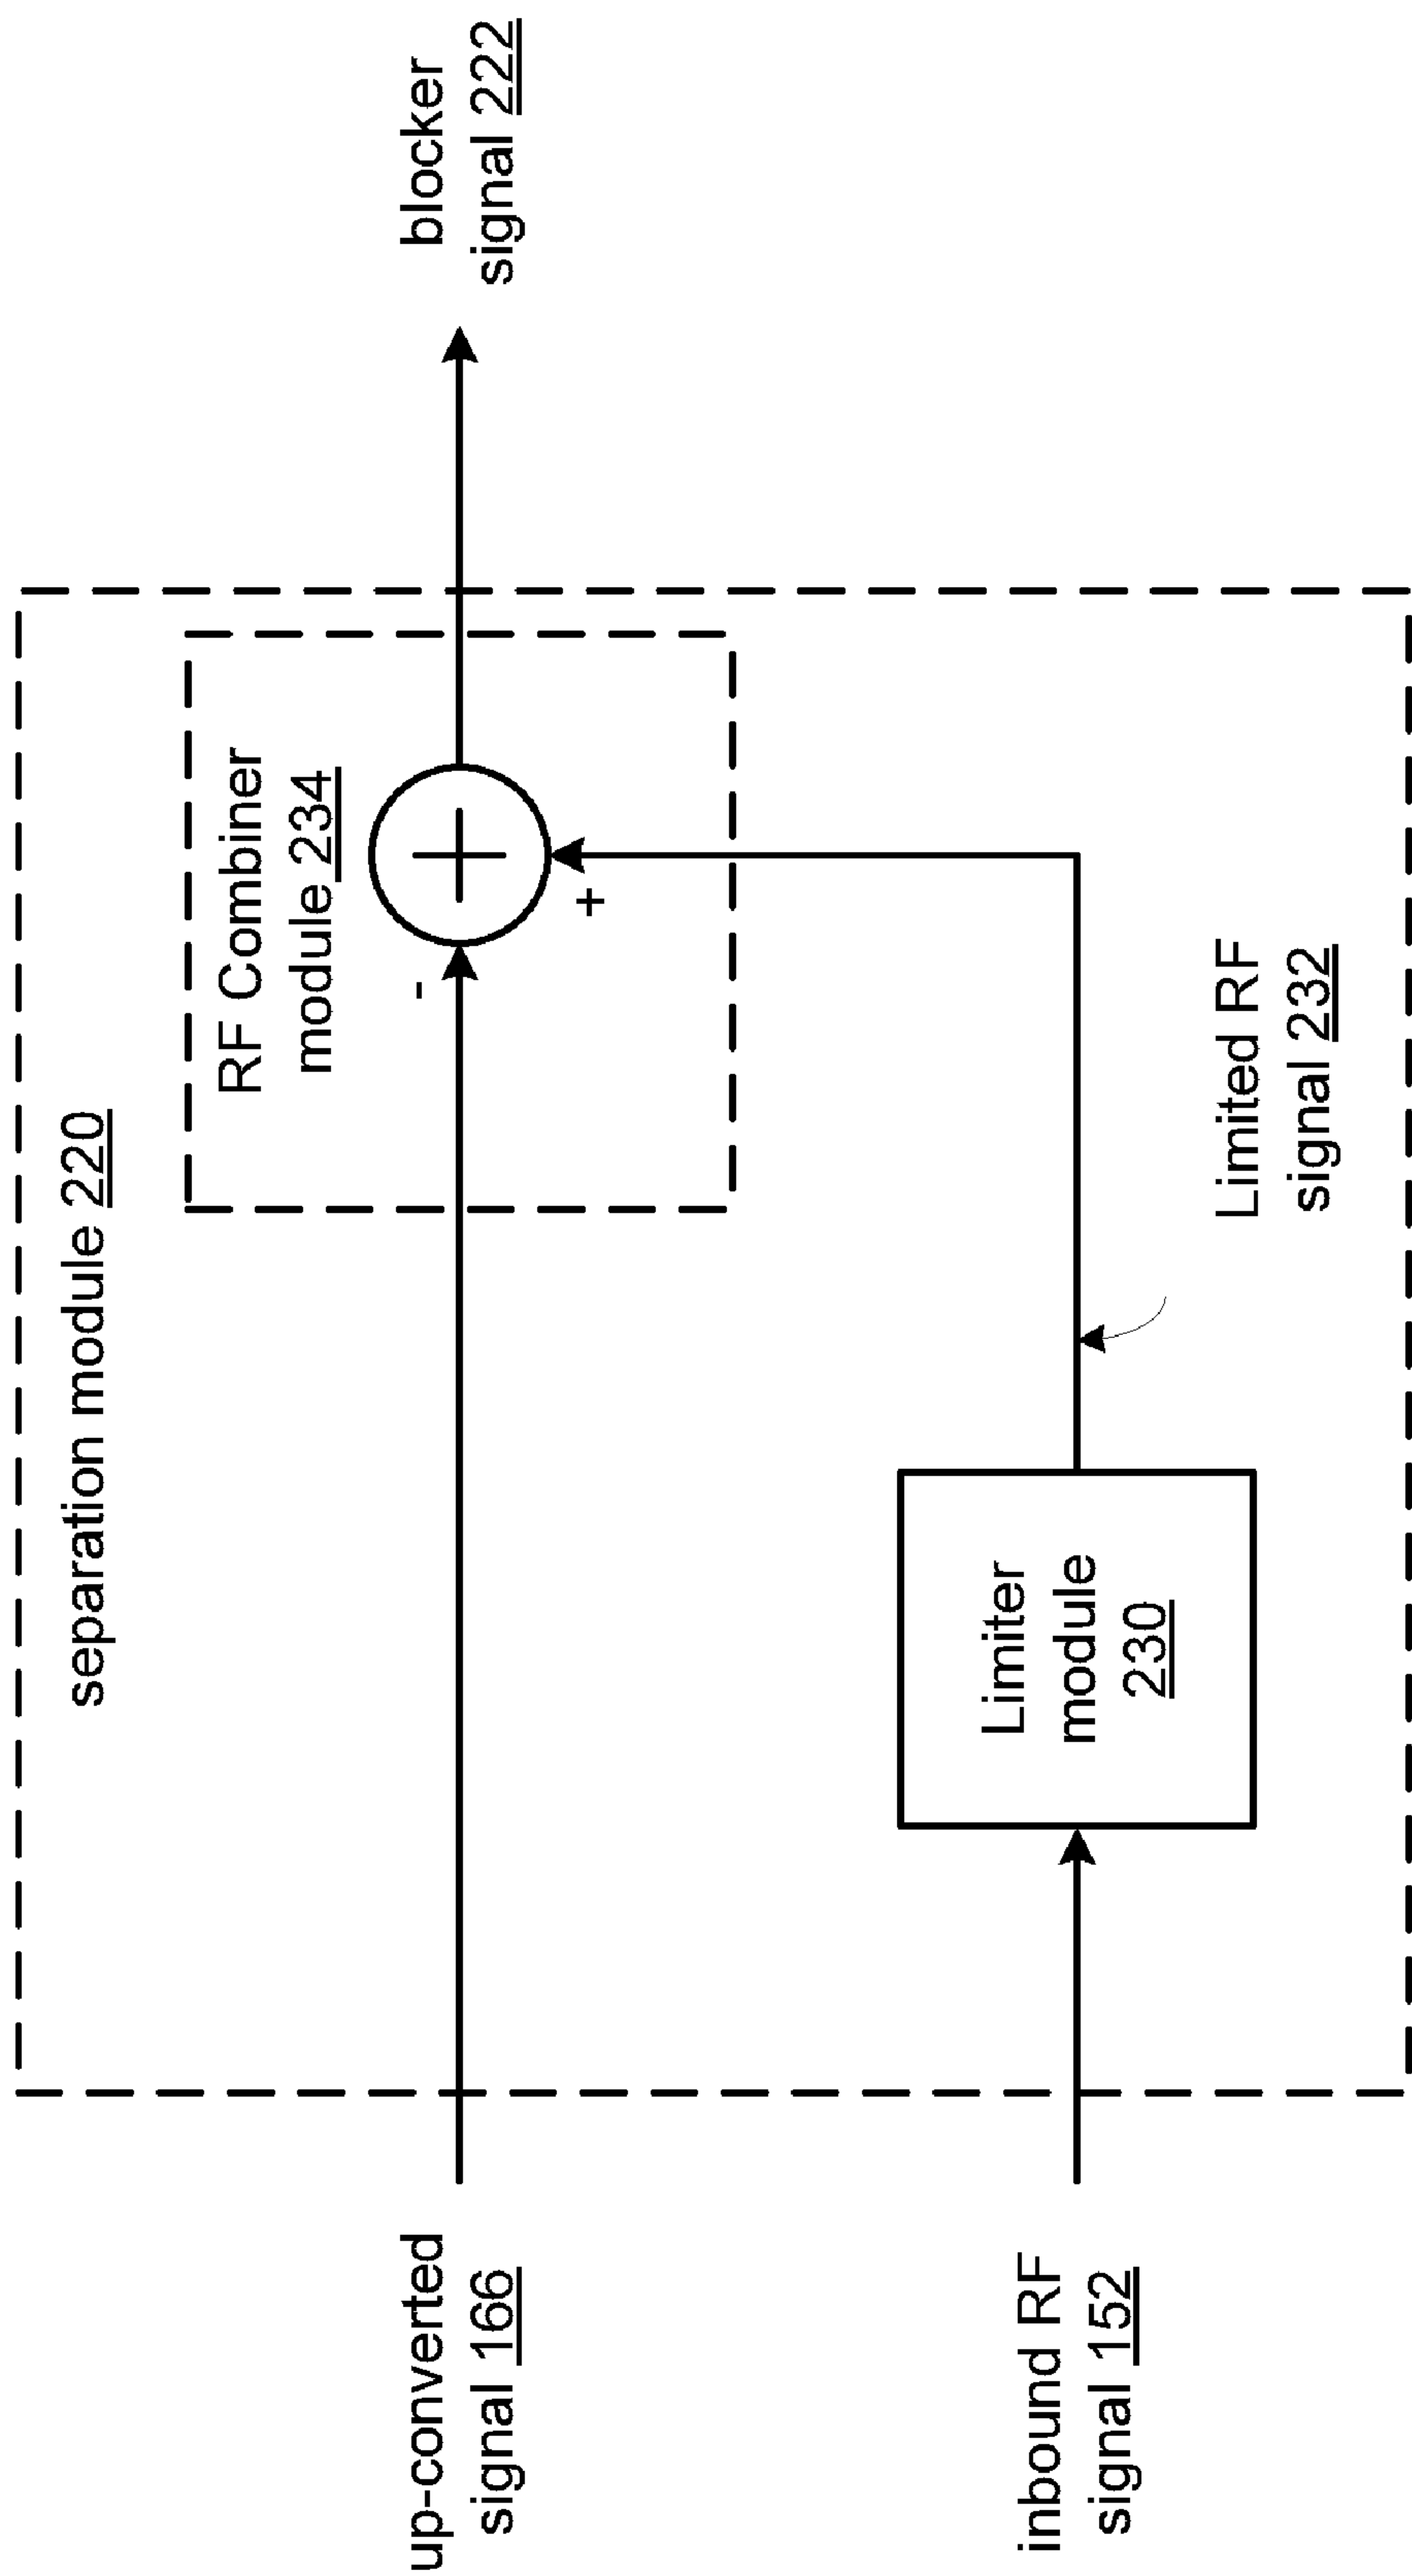 separation module 220
RF Combiner
module 234
up-converted
signal 166
-
+
blocker
signal 222
inbound RF
signal 152
Limiter
module
230
Limited RF
signal 232